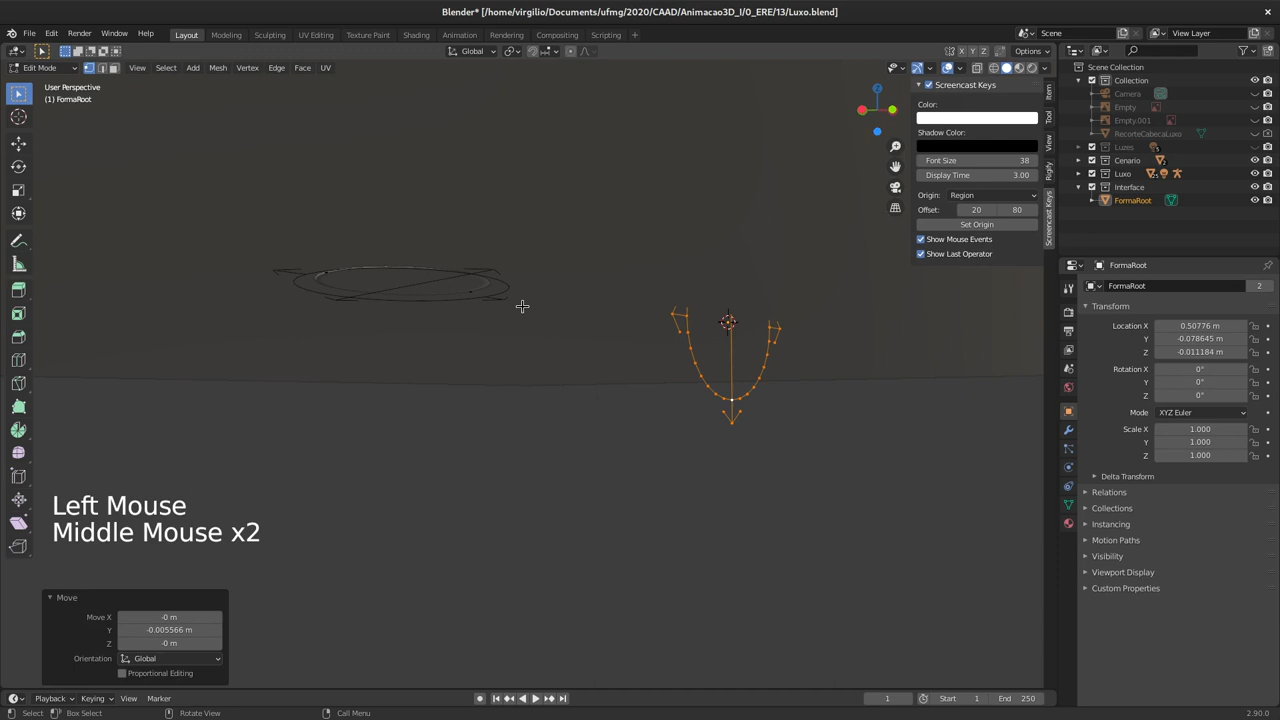 Blender* [/home/virgilio/Documents/ufmg/2020/CAAD/Animacao3D_I/0_ERE/13/Luxo.blend]
File Edit Render Window Help Layout Modeling Sculpting UV Editing Texture Paint Shading Animation Rendering Compositing Scripting Scene View Layer
Global X Y Z Options
Edit Mode View Select Add Mesh Vertex Edge Face UV
User Perspective
(1) FormaRoot
Screencast Keys
Color:
Shadow Color:
Font Size 38
Display Time 3.00
Origin: Region
Offset: 20 80
Set Origin
Show Mouse Events
Show Last Operator
Item
Tool
View
Rigify
Screencast Keys
Scene Collection
Collection
Camera
Empty
Empty.001
RecorteCabecaLuxo
Luzes
Cenario
Luxo
Interface
FormaRoot
FormaRoot
FormaRoot 2
Transform
Location X 0.50776 m
Y -0.078645 m
Z -0.011184 m
Rotation X 0°
Y 0°
Z 0°
Mode XYZ Euler
Scale X 1.000
Y 1.000
Z 1.000
Delta Transform
Relations
Collections
Instancing
Motion Paths
Visibility
Viewport Display
Custom Properties
Left Mouse
Middle Mouse x2
Move
Move X -0 m
Y -0.005566 m
Z -0 m
Orientation Global
Proportional Editing
Playback Keying View Marker 1 Start 1 End 250
Select Box Select Rotate View Call Menu 2.90.0